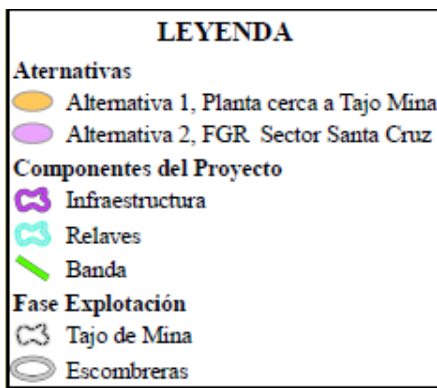 LEYENDA
Aternativas
Alternativa 1, Planta cerca a Tajo Mina
Alternativa 2, FGR Sector Santa Cruz
Componentes del Proyecto
Infraestructura
Relaves
Banda
Fase Explotación
Tajo de Mina
Escombreras